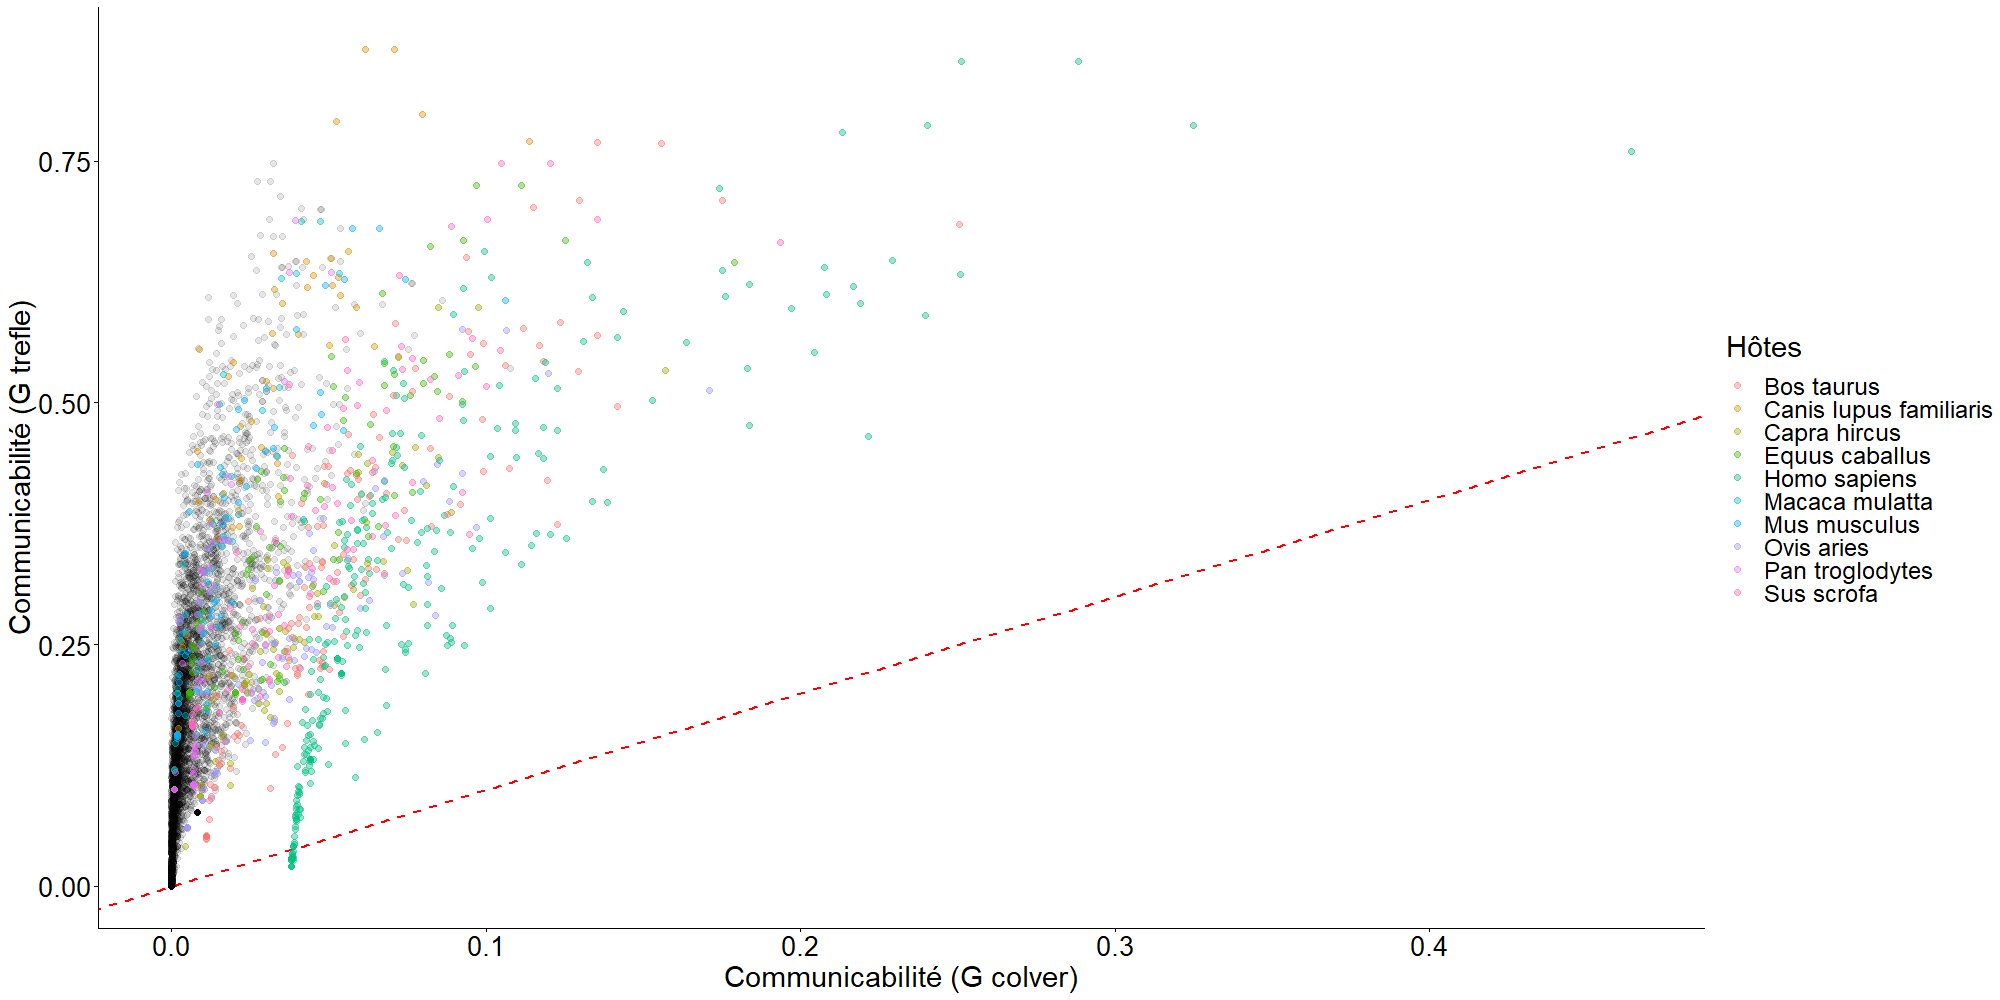 Communicabilité (G trefle)
0.75
0.50
0.25
0.00
0.0 0.1 0.2 0.3 0.4
Communicabilité (G colver)
Hôtes
Bos taurus
Canis lupus familiaris
Capra hircus
Equus caballus
Homo sapiens
Macaca mulatta
Mus musculus
Ovis aries
Pan troglodytes
Sus scrofa